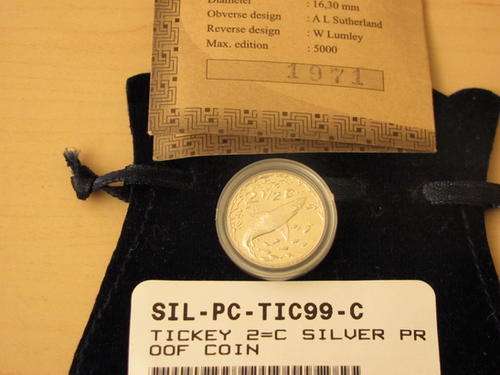 Diameter : 16,30 mm
Obverse design : A L Sutherland
Reverse design : W Lumley
Max. edition : 5000
1971
2½c
SIL-PC-TIC99-C
TICKEY 2=C SILVER PR
OOF COIN